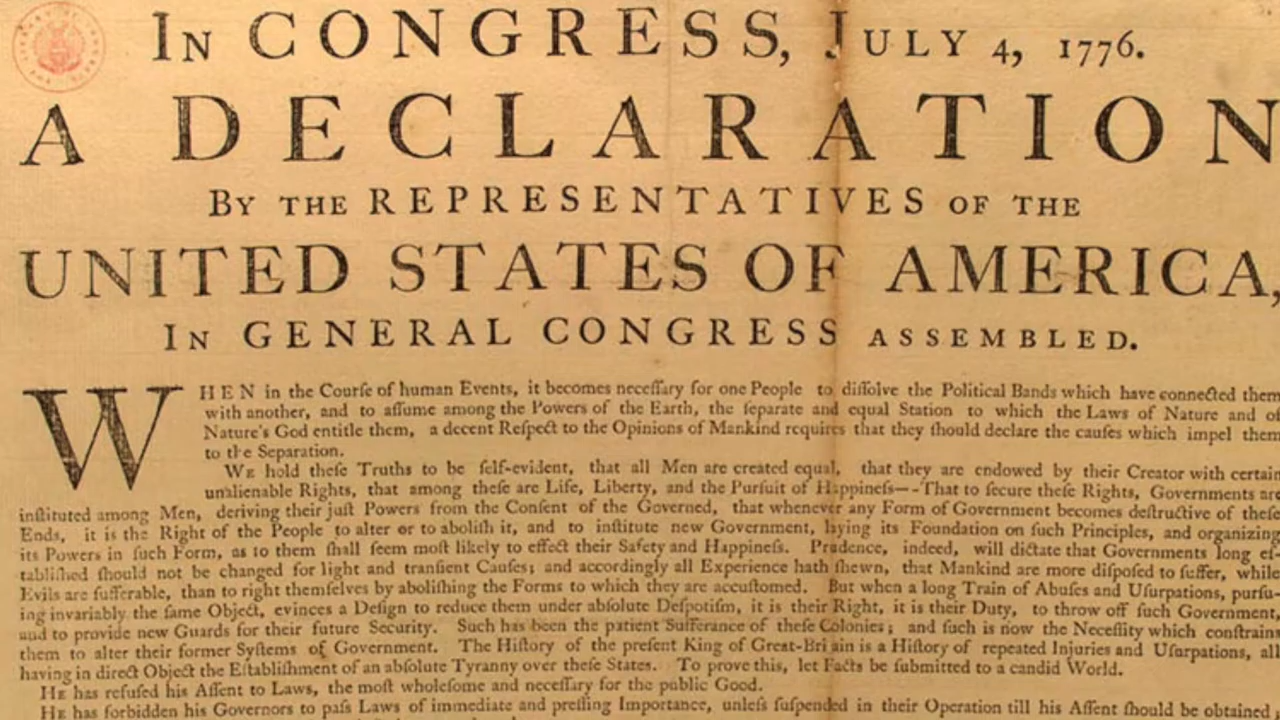 IN CONGRESS, JULY 4, 1776.
A DECLARATION
BY THE REPRESENTATIVES OF THE
UNITED STATES OF AMERICA,
IN GENERAL CONGRESS ASSEMBLED.
WHEN in the Courſe of human Events, it becomes neceſſary for one People to diſſolve the Political Bands which have connected them
with another, and to aſſume among the Powers of the Earth, the ſeparate and equal Station to which the Laws of Nature and of
Nature's God entitle them, a decent Reſpect to the Opinions of Mankind requires that they ſhould declare the cauſes which impel them
to the Separation.
WE hold theſe Truths to be ſelf-evident, that all Men are created equal, that they are endowed by their Creator with certain
unalienable Rights, that among theſe are Life, Liberty, and the Purſuit of Happineſs--That to ſecure theſe Rights, Governments are
inſtituted among Men, deriving their juſt Powers from the Conſent of the Governed, that whenever any Form of Government becomes deſtructive of theſe
Ends, it is the Right of the People to alter or to aboliſh it, and to inſtitute new Government, laying its Foundation on ſuch Principles, and organizing
its Powers in ſuch Form, as to them ſhall ſeem moſt likely to effect their Safety and Happineſs. Prudence, indeed, will dictate that Governments long eſ-
tabliſhed ſhould not be changed for light and tranſient Cauſes; and accordingly all Experience hath ſhewn, that Mankind are more diſpoſed to ſuffer, while
Evils are ſufferable, than to right themſelves by aboliſhing the Forms to which they are accuſtomed. But when a long Train of Abuſes and Uſurpations, purſu-
ing invariably the ſame Object, evinces a Deſign to reduce them under abſolute Deſpotiſm, it is their Right, it is their Duty, to throw off ſuch Government,
and to provide new Guards for their future Security. Such has been the patient Sufferance of theſe Colonies; and ſuch is now the Neceſſity which conſtrains
them to alter their former Syſtems of Government. The Hiſtory of the preſent King of Great-Britain is a Hiſtory of repeated Injuries and Uſurpations, all
having in direct Object the Eſtabliſhment of an abſolute Tyranny over theſe States. To prove this, let Facts be ſubmitted to a candid World.
HE has refuſed his Aſſent to Laws, the moſt wholeſome and neceſſary for the public Good.
HE has forbidden his Governors to paſs Laws of immediate and preſſing Importance, unleſs ſuſpended in their Operation till his Aſſent ſhould be obtained;